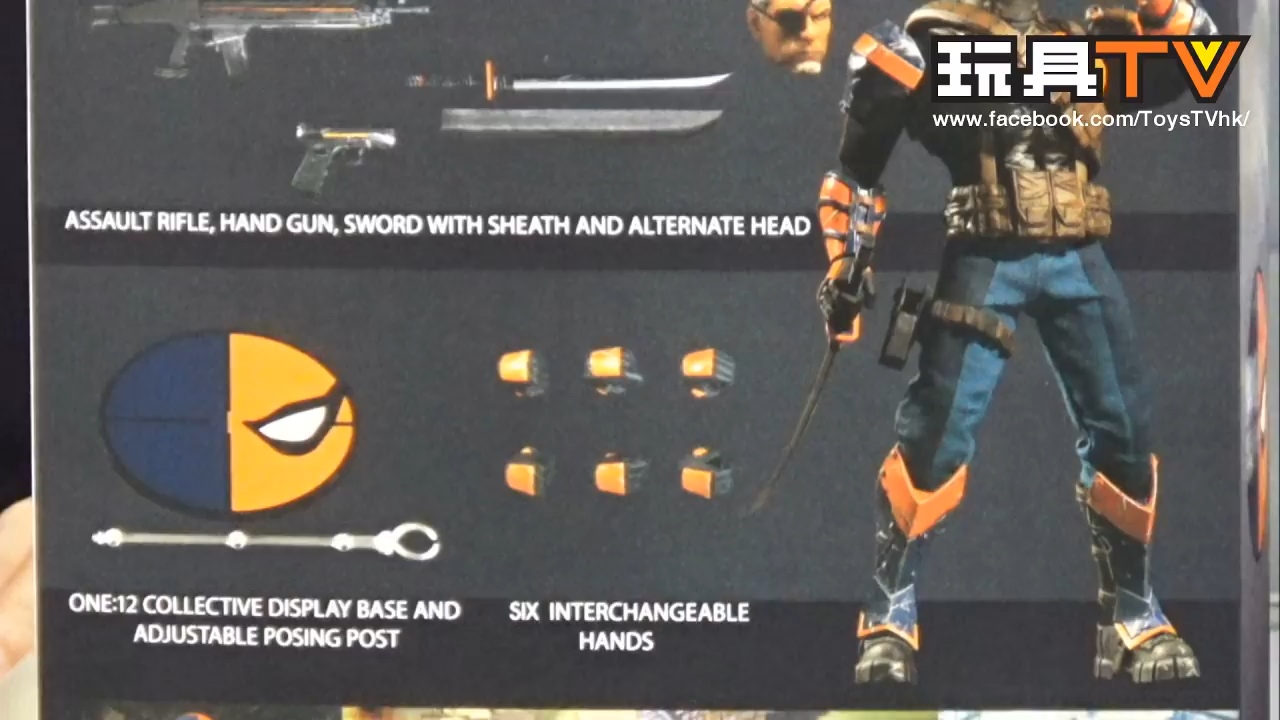 玩具TV
www.facebook.com/ToysTVhk/
ASSAULT RIFLE, HAND GUN, SWORD WITH SHEATH AND ALTERNATE HEAD
ONE:12 COLLECTIVE DISPLAY BASE AND
ADJUSTABLE POSING POST
SIX INTERCHANGEABLE
HANDS